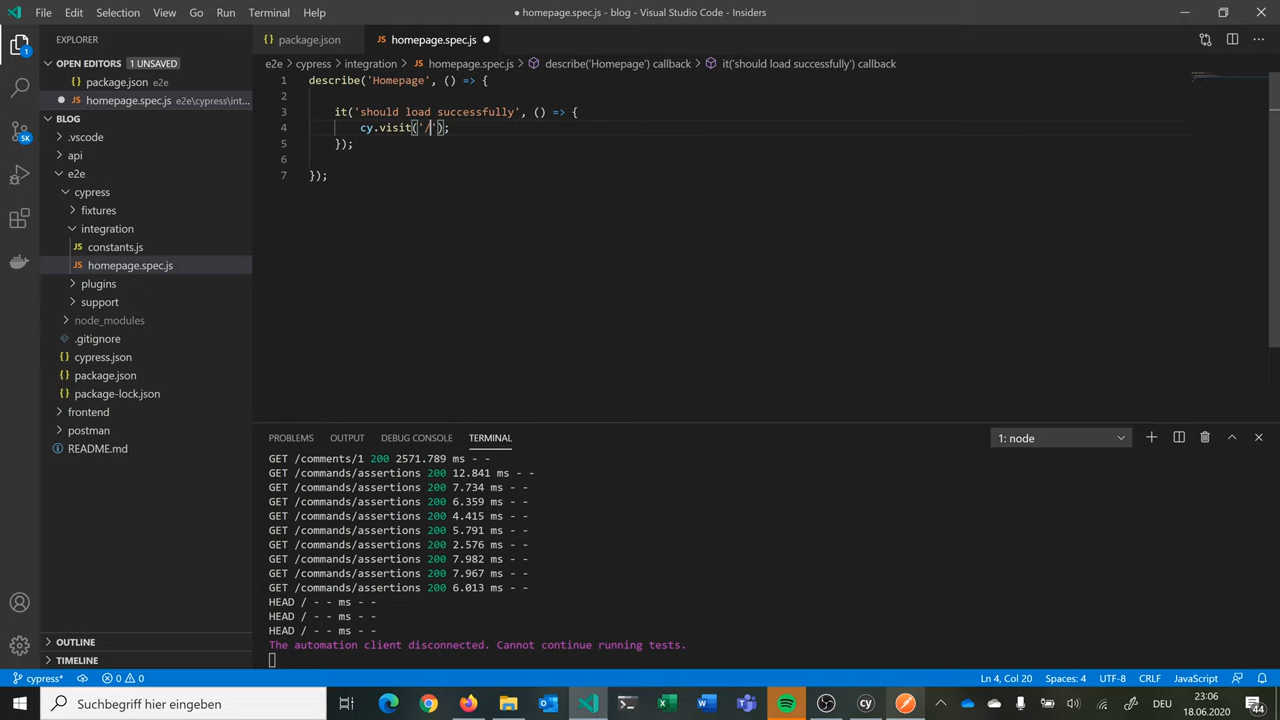 File Edit Selection View Go Run Terminal Help
● homepage.spec.js - blog - Visual Studio Code - Insiders
EXPLORER
OPEN EDITORS 1 UNSAVED
{} package.json e2e
● homepage.spec.js e2e\cypress\int...
BLOG
.vscode
api
e2e
cypress
fixtures
integration
JS constants.js
JS homepage.spec.js
plugins
support
node_modules
.gitignore
{} cypress.json
{} package.json
{} package-lock.json
frontend
postman
README.md
OUTLINE
TIMELINE
1
5K
{} package.json
JS homepage.spec.js ●
e2e > cypress > integration > JS homepage.spec.js > describe('Homepage') callback > it('should load successfully') callback
1 describe('Homepage', () => {
2
3 it('should load successfully', () => {
4 cy.visit('/');
5 });
6
7 });
PROBLEMS OUTPUT DEBUG CONSOLE TERMINAL
1: node
GET /comments/1 200 2571.789 ms - -
GET /commands/assertions 200 12.841 ms - -
GET /commands/assertions 200 7.734 ms - -
GET /commands/assertions 200 6.359 ms - -
GET /commands/assertions 200 4.415 ms - -
GET /commands/assertions 200 5.791 ms - -
GET /commands/assertions 200 2.576 ms - -
GET /commands/assertions 200 7.982 ms - -
GET /commands/assertions 200 7.967 ms - -
GET /commands/assertions 200 6.013 ms - -
HEAD / - - ms - -
HEAD / - - ms - -
HEAD / - - ms - -
The automation client disconnected. Cannot continue running tests.
cypress* 0 0
Ln 4, Col 20 Spaces: 4 UTF-8 CRLF JavaScript
Suchbegriff hier eingeben
cy
DEU
23:06
18.06.2020
44